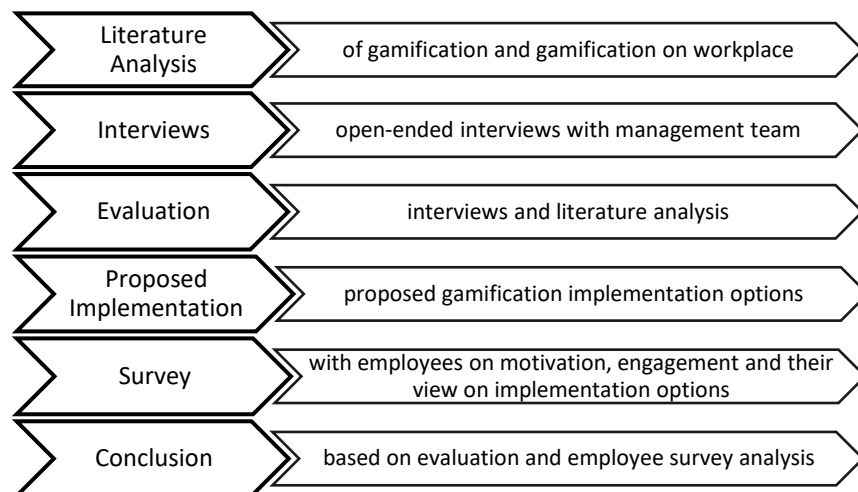 Literature
Analysis
of gamification and gamification on workplace
Interviews
open-ended interviews with management team
Evaluation
interviews and literature analysis
Proposed
Implementation
proposed gamification implementation options
Survey
with employees on motivation, engagement and their
view on implementation options
Conclusion
based on evaluation and employee survey analysis